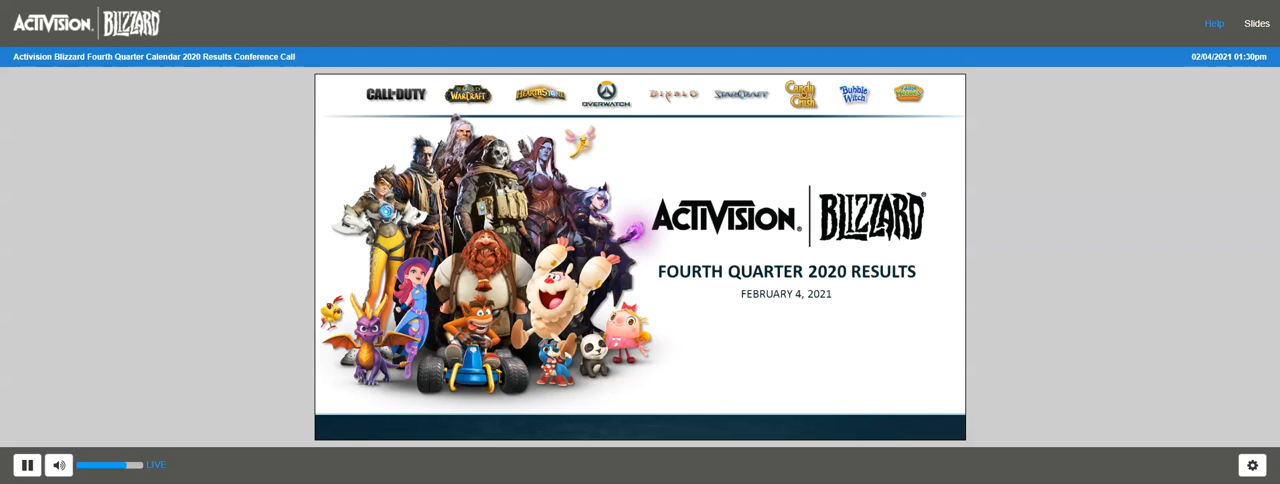 ACTIVISION. BLIZZARD
Help
Slides
Activision Blizzard Fourth Quarter Calendar 2020 Results Conference Call
02/04/2021 01:30pm
CALL OF DUTY
WORLD OF WARCRAFT
HEARTHSTONE
OVERWATCH
DIABLO
STARCRAFT
Candy Crush
Bubble Witch
ACTIVISION. BLIZZARD
FOURTH QUARTER 2020 RESULTS
FEBRUARY 4, 2021
LIVE